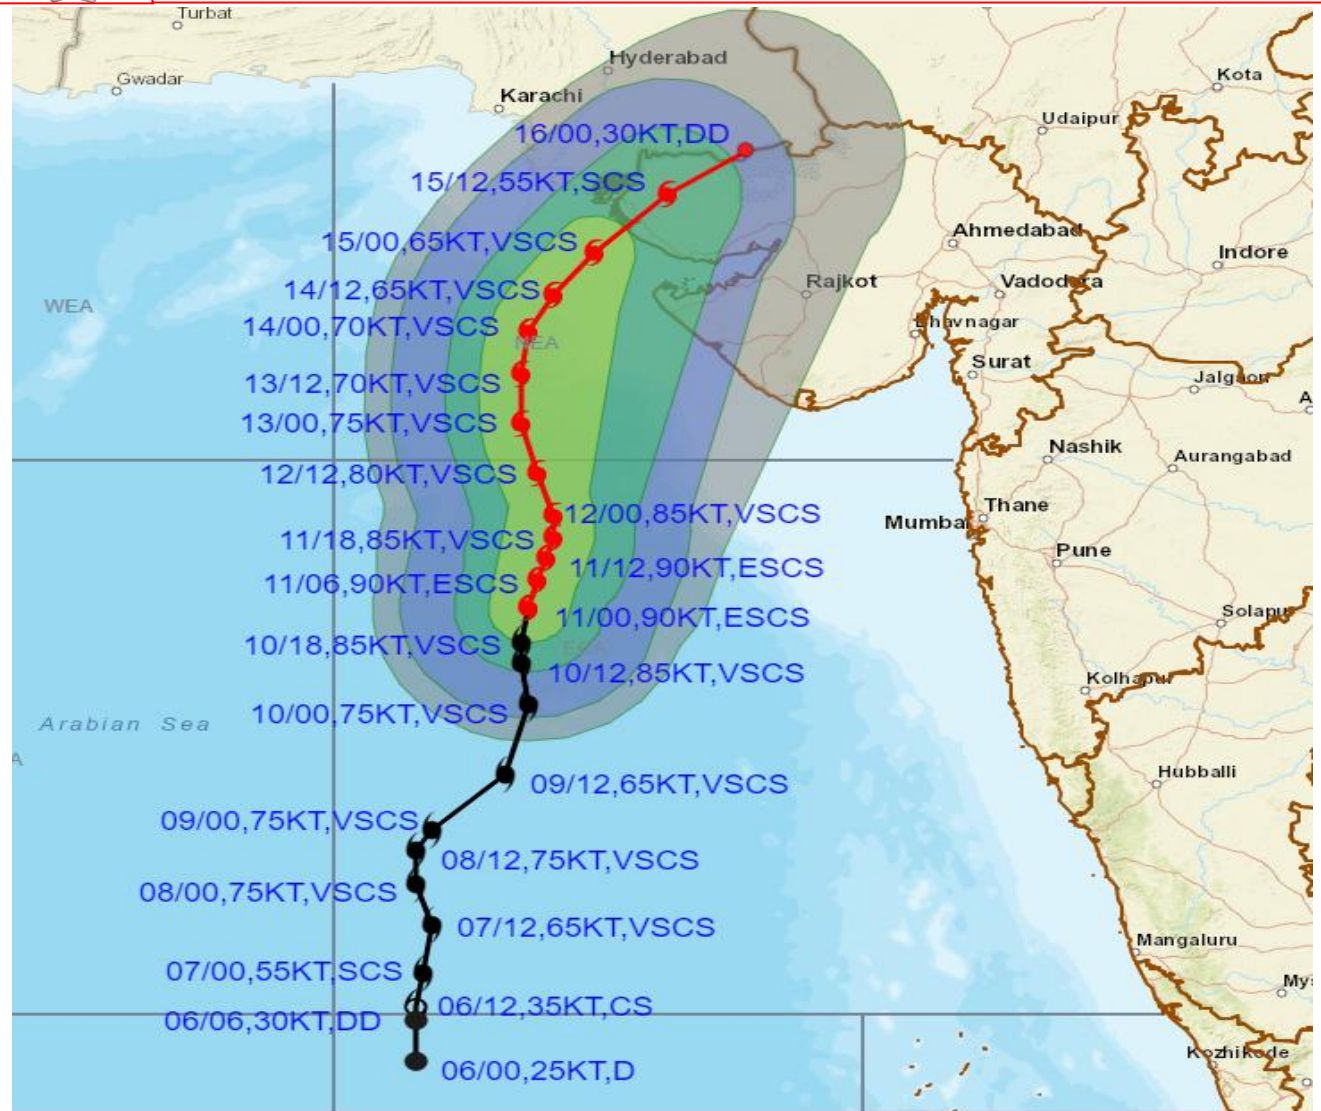 Turbat
Hyderabad
Gwadar
Kota
Karachi
Udaipur
16/00,30KT,DD
15/12,55KT,SCS
Ahmedabad
15/00,65KT,VSCS
Indore
Rajkot
Vadodara
14/12,65KT,VSCS
WEA
14/00,70KT,VSCS
Bhavnagar
NEA
Surat
13/12,70KT,VSCS
Jalgaon
A
13/00,75KT,VSCS
Nashik
Aurangabad
12/12,80KT,VSCS
Thane
12/00,85KT,VSCS
Mumba
11/18,85KT,VSCS
Pune
11/12,90KT,ESCS
11/06,90KT,ESCS
Solapur
11/00,90KT,ESCS
10/18,85KT,VSCS
10/12,85KT,VSCS
Kolhapur
10/00,75KT,VSCS
Arabian Sea
A
Hubballi
09/12,65KT,VSCS
09/00,75KT,VSCS
08/12,75KT,VSCS
08/00,75KT,VSCS
07/12,65KT,VSCS
Mangaluru
07/00,55KT,SCS
Mys
06/12,35KT,CS
06/06,30KT,DD
Kozhikode
06/00,25KT,D